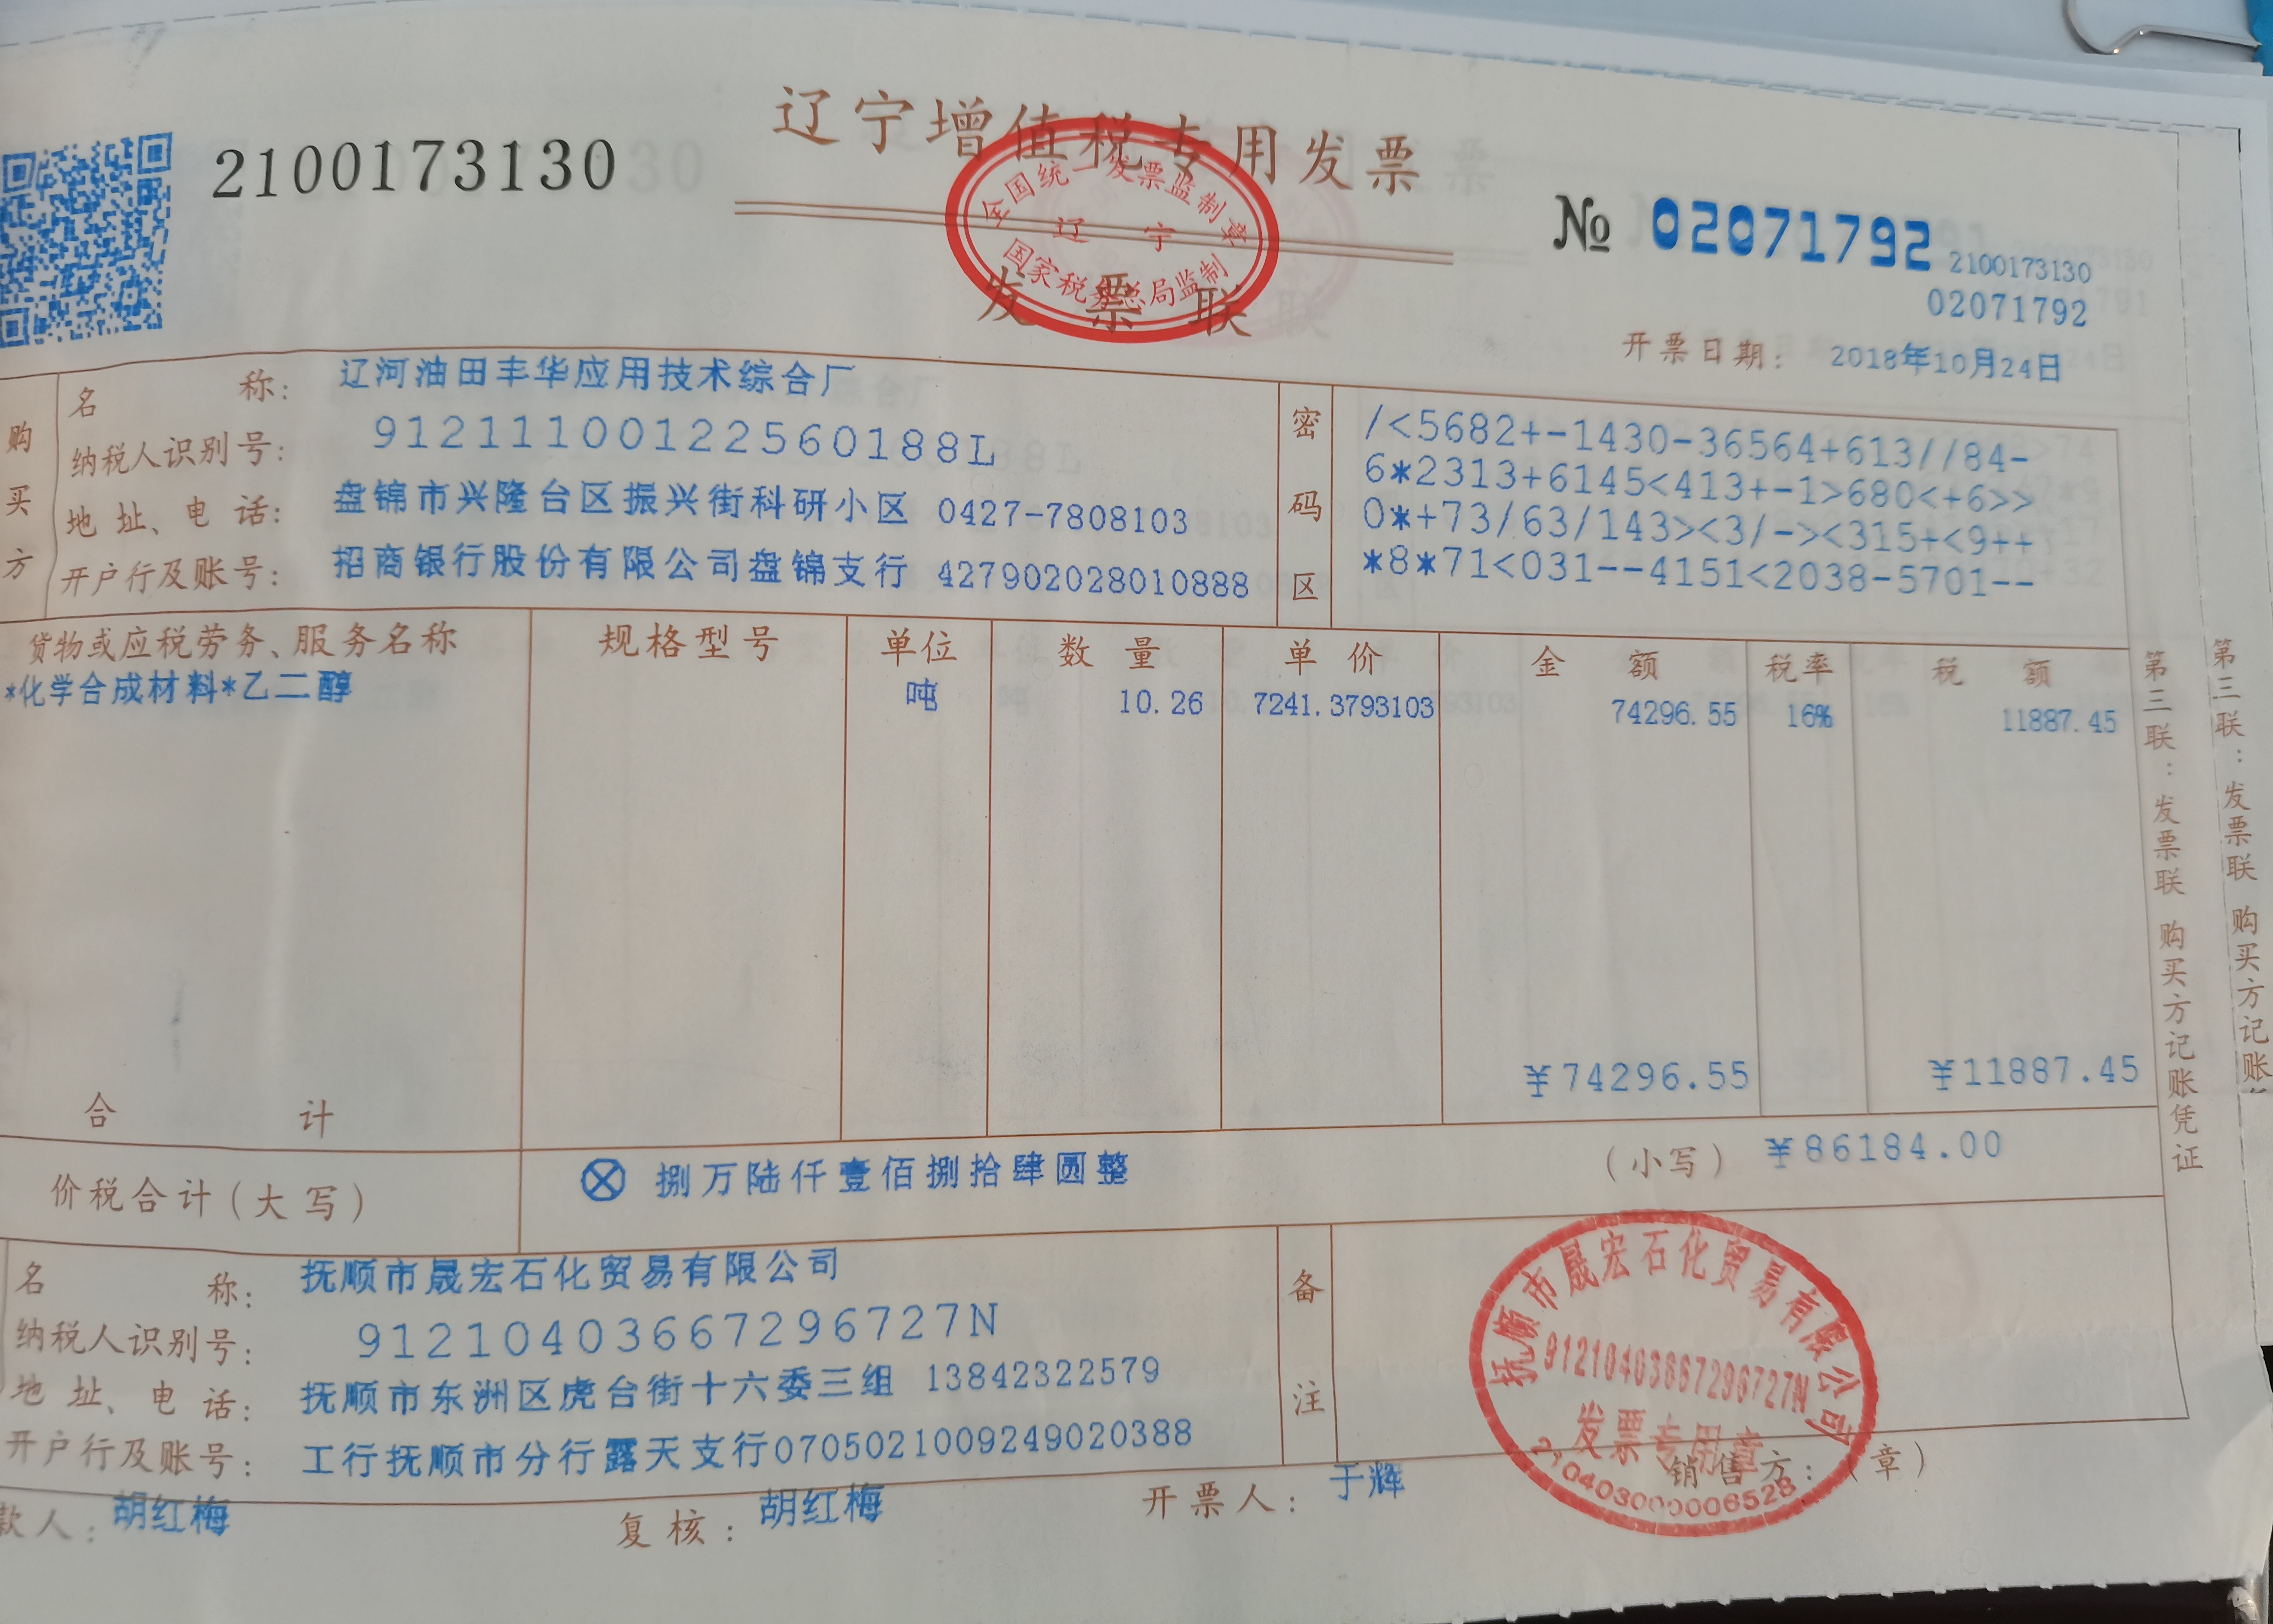 辽宁增值税专用发票
2100173130
全国统一发票监制章
辽 宁
国家税务总局监制
发票联
№ 02071792
2100173130
02071792
开票日期: 2018年10月24日
购买方
名称: 辽河油田丰华应用技术综合厂
纳税人识别号: 91211100122560188L
地址、电话: 盘锦市兴隆台区振兴街科研小区 0427-7808103
开户行及账号: 招商银行股份有限公司盘锦支行 427902028010888
密码区
/<5682+-1430-36564+613//84-
6*2313+6145<413+-1>680<+6>>
0*+73/63/143><3/-><315+<9++
*8*71<031--4151<2038-5701--
货物或应税劳务、服务名称 规格型号 单位 数量 单价 金额 税率 税额
*化学合成材料*乙二醇 吨 10.26 7241.3793103 74296.55 16% 11887.45
合计 ¥74296.55 ¥11887.45
价税合计(大写) ⊗ 捌万陆仟壹佰捌拾肆圆整 (小写) ¥86184.00
名称: 抚顺市晟宏石化贸易有限公司
纳税人识别号: 91210403667296727N
地址、电话: 抚顺市东洲区虎台街十六委三组 13842322579
开户行及账号: 工行抚顺市分行露天支行0705021009249020388
备注
抚顺市晟宏石化贸易有限公司
91210403667296727N
发票专用章
210403000006528
款人: 胡红梅 复核: 胡红梅 开票人: 于辉 销售方: (章)
第三联: 发票联 购买方记账凭证
第三联: 发票联 购买方记账